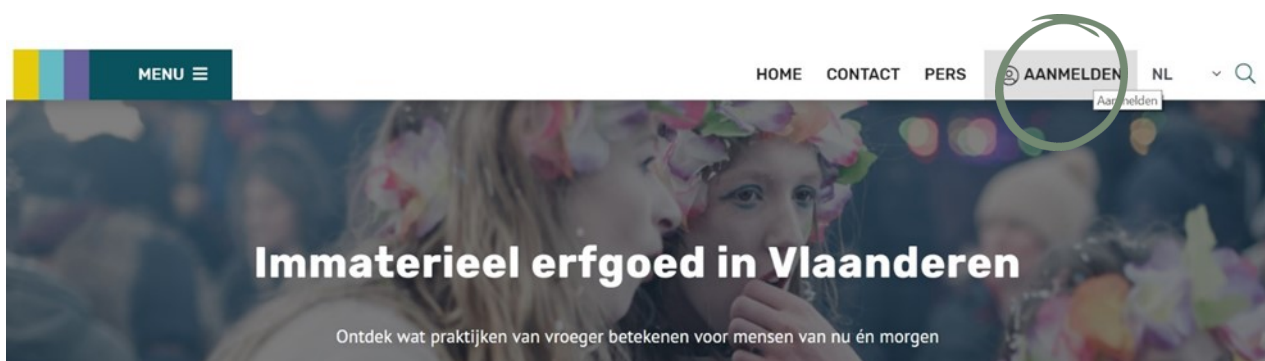 MENU
HOME CONTACT PERS AANMELDEN NL
Aanmelden
Immaterieel erfgoed in Vlaanderen
Ontdek wat praktijken van vroeger betekenen voor mensen van nu én morgen